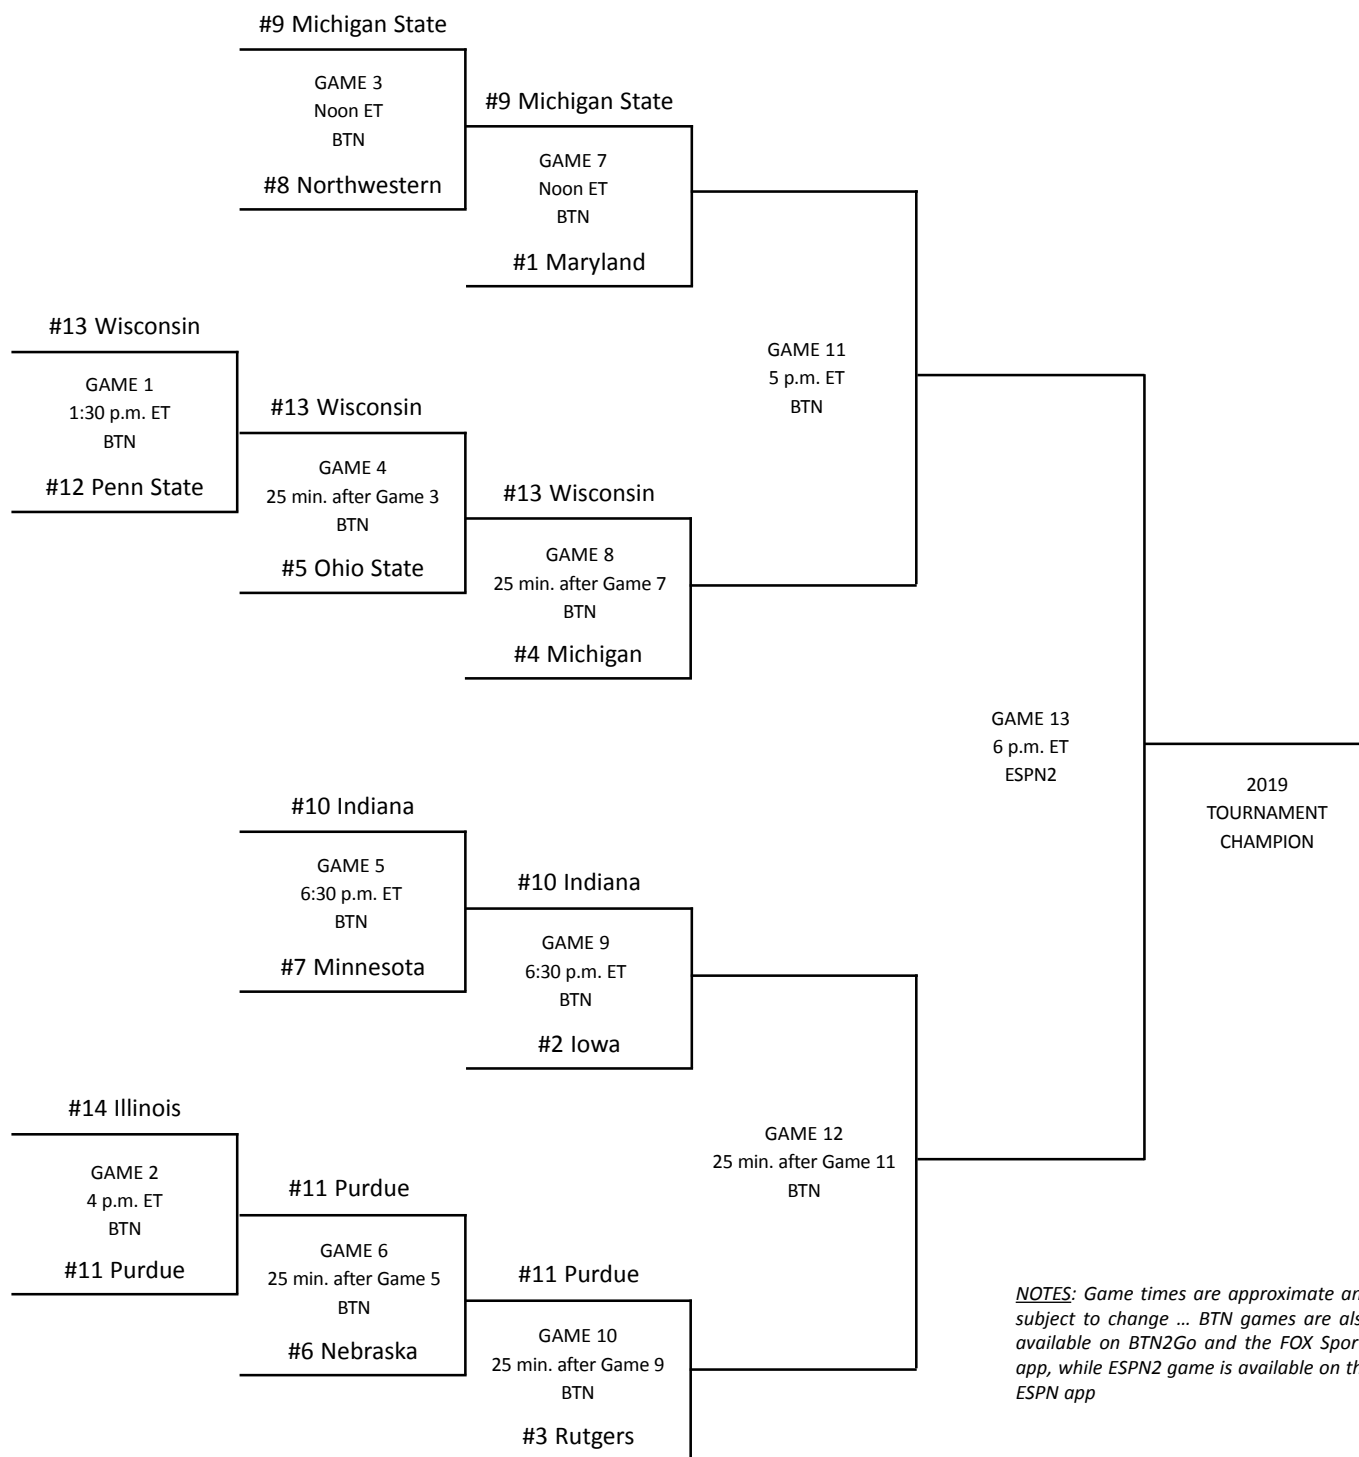 #9 Michigan State
GAME 3
Noon ET
BTN
#8 Northwestern
#9 Michigan State
GAME 7
Noon ET
BTN
#1 Maryland
#13 Wisconsin
GAME 1
1:30 p.m. ET
BTN
#12 Penn State
#13 Wisconsin
GAME 4
25 min. after Game 3
BTN
#5 Ohio State
#13 Wisconsin
GAME 8
25 min. after Game 7
BTN
#4 Michigan
GAME 11
5 p.m. ET
BTN
GAME 13
6 p.m. ET
ESPN2
2019
TOURNAMENT
CHAMPION
#10 Indiana
GAME 5
6:30 p.m. ET
BTN
#7 Minnesota
#10 Indiana
GAME 9
6:30 p.m. ET
BTN
#2 Iowa
#14 Illinois
GAME 2
4 p.m. ET
BTN
#11 Purdue
#11 Purdue
GAME 6
25 min. after Game 5
BTN
#6 Nebraska
#11 Purdue
GAME 10
25 min. after Game 9
BTN
#3 Rutgers
GAME 12
25 min. after Game 11
BTN
NOTES: Game times are approximate an
subject to change ... BTN games are als
available on BTN2Go and the FOX Spor
app, while ESPN2 game is available on th
ESPN app